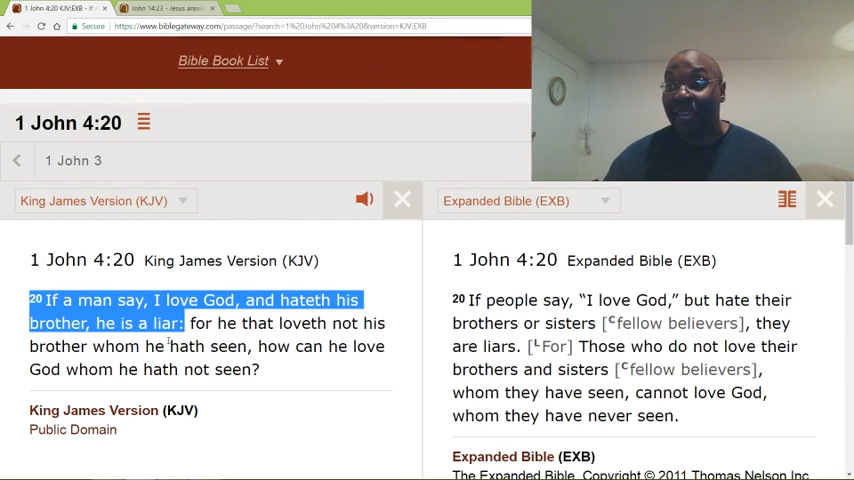 1 John 4:20 KJV;EXB - If
John 14:23 - Jesus answe
Secure
https://www.biblegateway.com/passage/?search=1%20John%204%3A20&version=KJV;EXB
Bible Book List
1 John 4:20
1 John 3
King James Version (KJV)
1 John 4:20 King James Version (KJV)
20 If a man say, I love God, and hateth his
brother, he is a liar: for he that loveth not his
brother whom he hath seen, how can he love
God whom he hath not seen?
King James Version (KJV)
Public Domain
Expanded Bible (EXB)
1 John 4:20 Expanded Bible (EXB)
20 If people say, “I love God,” but hate their
brothers or sisters [C fellow believers], they
are liars. [L For] Those who do not love their
brothers and sisters [C fellow believers],
whom they have seen, cannot love God,
whom they have never seen.
Expanded Bible (EXB)
The Expanded Bible, Copyright © 2011 Thomas Nelson Inc